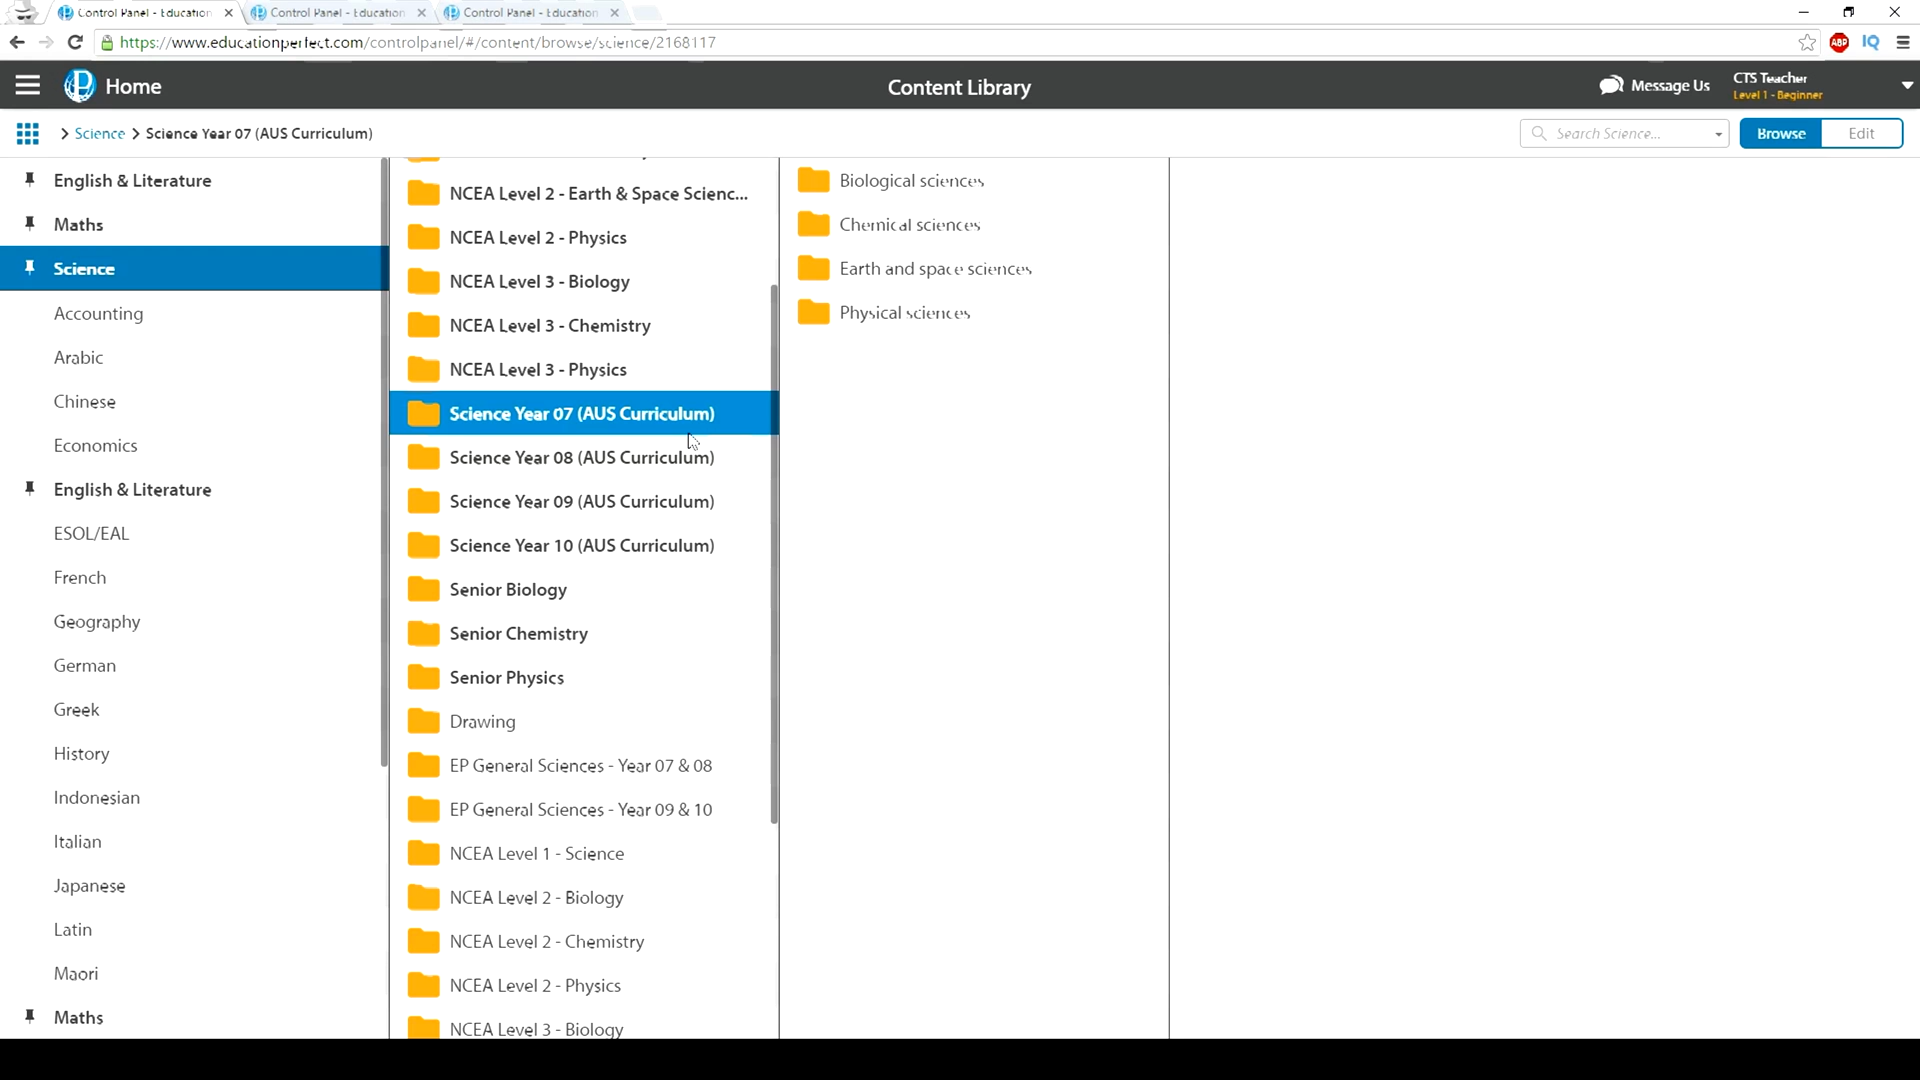 Control Panel - Education
Control Panel - Education
Control Panel - Education
https://www.educationperfect.com/controlpanel/#/content/browse/science/2168117
ABP
IQ
Home
Content Library
Message Us
CTS Teacher
Level 1 - Beginner
> Science > Science Year 07 (AUS Curriculum)
Search Science...
Browse
Edit
English & Literature
Maths
Science
Accounting
Arabic
Chinese
Economics
English & Literature
ESOL/EAL
French
Geography
German
Greek
History
Indonesian
Italian
Japanese
Latin
Maori
Maths
NCEA Level 2 - Earth & Space Scienc...
NCEA Level 2 - Physics
NCEA Level 3 - Biology
NCEA Level 3 - Chemistry
NCEA Level 3 - Physics
Science Year 07 (AUS Curriculum)
Science Year 08 (AUS Curriculum)
Science Year 09 (AUS Curriculum)
Science Year 10 (AUS Curriculum)
Senior Biology
Senior Chemistry
Senior Physics
Drawing
EP General Sciences - Year 07 & 08
EP General Sciences - Year 09 & 10
NCEA Level 1 - Science
NCEA Level 2 - Biology
NCEA Level 2 - Chemistry
NCEA Level 2 - Physics
NCEA Level 3 - Biology
Biological sciences
Chemical sciences
Earth and space sciences
Physical sciences